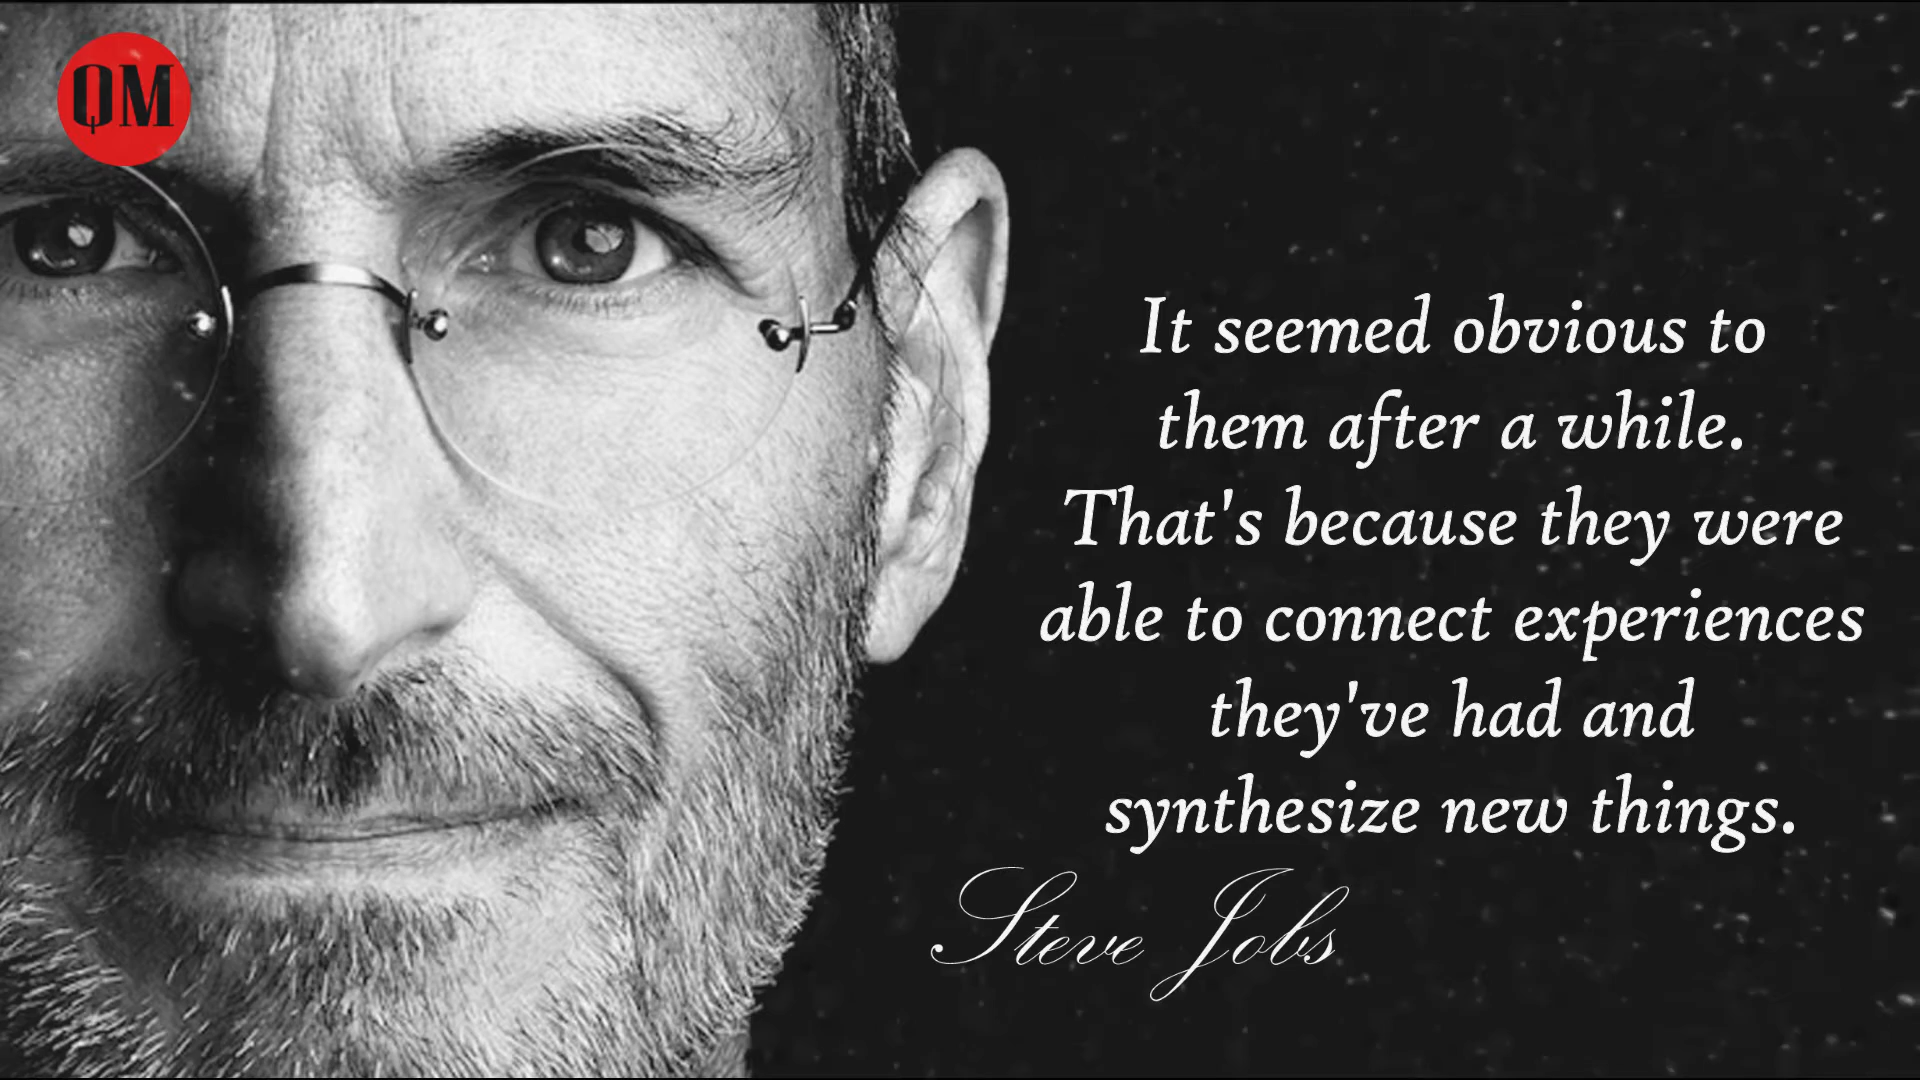 QM
It seemed obvious to
them after a while.
That's because they were
able to connect experiences
they've had and
synthesize new things.
Steve Jobs